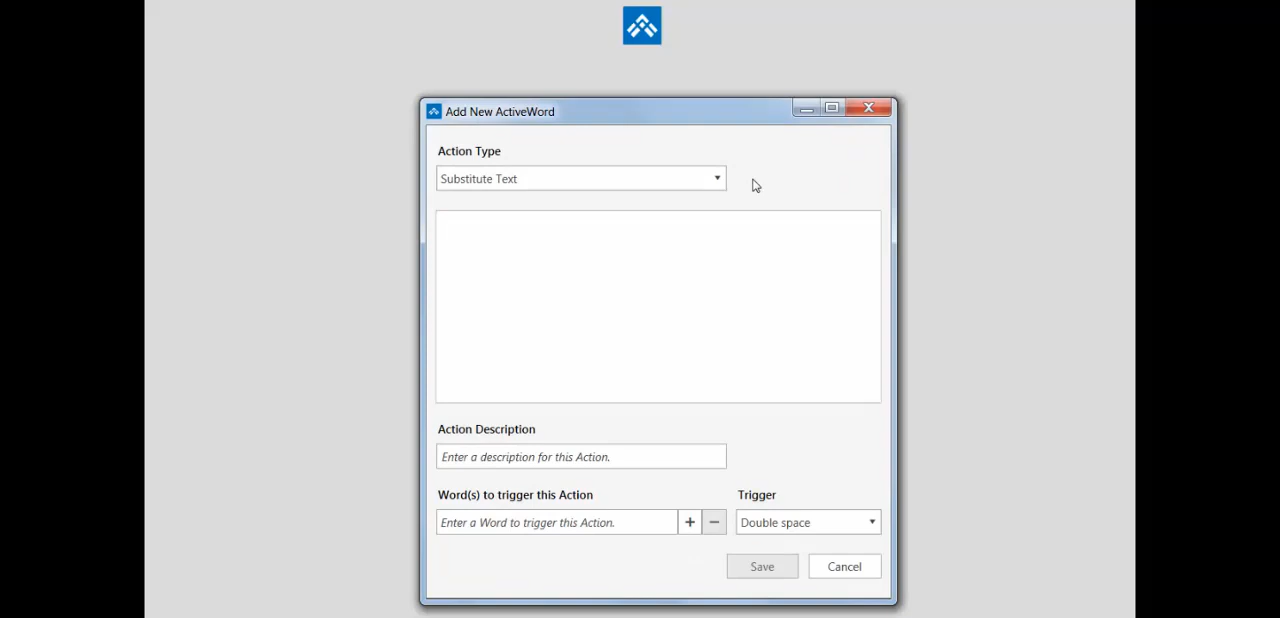 Add New ActiveWord
Action Type
Substitute Text
Action Description
Enter a description for this Action.
Word(s) to trigger this Action
Trigger
Enter a Word to trigger this Action.
+
−
Double space
Save
Cancel